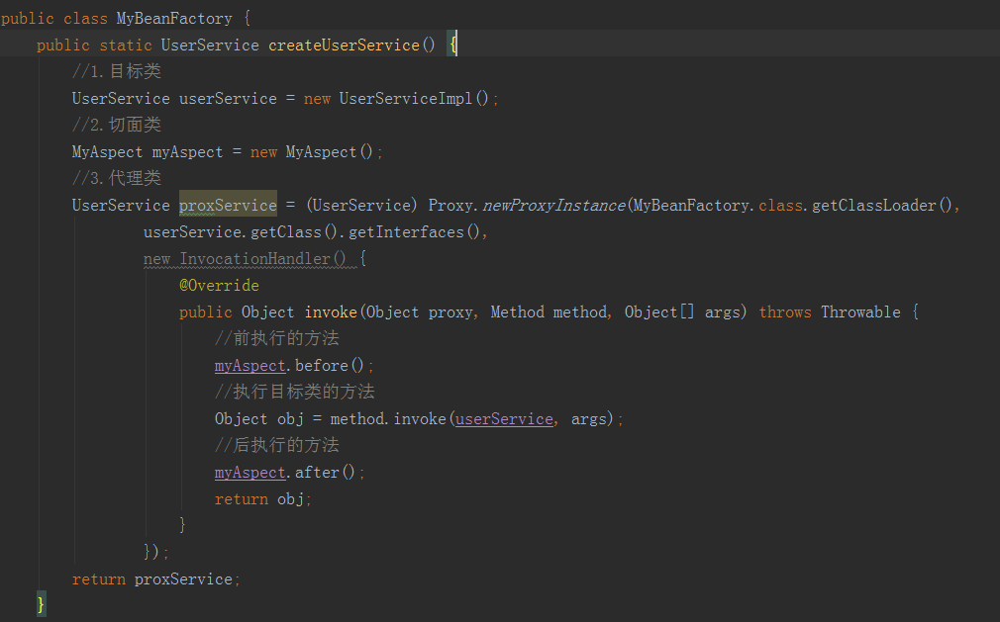 public class MyBeanFactory {
public static UserService createUserService() {
//1.目标类
UserService userService = new UserServiceImpl();
//2.切面类
MyAspect myAspect = new MyAspect();
//3.代理类
UserService proxService = (UserService) Proxy.newProxyInstance(MyBeanFactory.class.getClassLoader(),
userService.getClass().getInterfaces(),
new InvocationHandler() {
@Override
public Object invoke(Object proxy, Method method, Object[] args) throws Throwable {
//前执行的方法
myAspect.before();
//执行目标类的方法
Object obj = method.invoke(userService, args);
//后执行的方法
myAspect.after();
return obj;
}
});
return proxService;
}